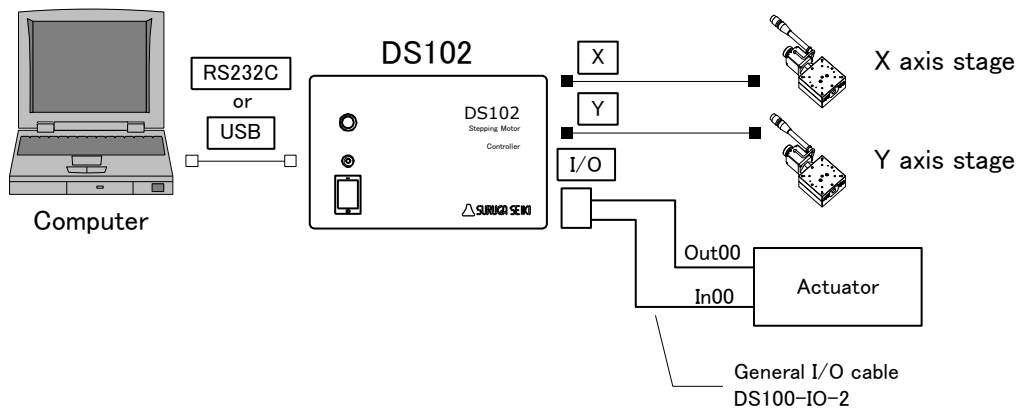 DS102
RS232C
or
USB
Computer
DS102
Stepping Motor
Controller
SURUGA SEIKI
X
X axis stage
Y
Y axis stage
I/O
Out00
In00
Actuator
General I/O cable
DS100-IO-2